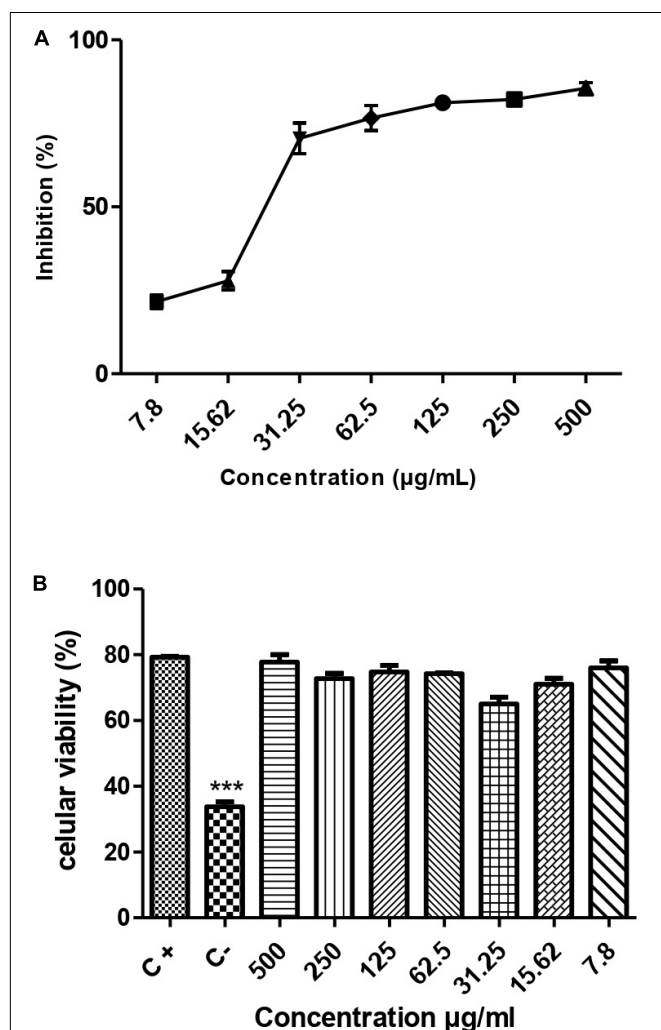 A
100
50
0
Inhibition (%)
7.8 15.62 31.25 62.5 125 250 500
Concentration (µg/mL)
B
100
80
60
40
20
0
celular viability (%)
***
C + C- 500 250 125 62.5 31.25 15.62 7.8
Concentration µg/ml